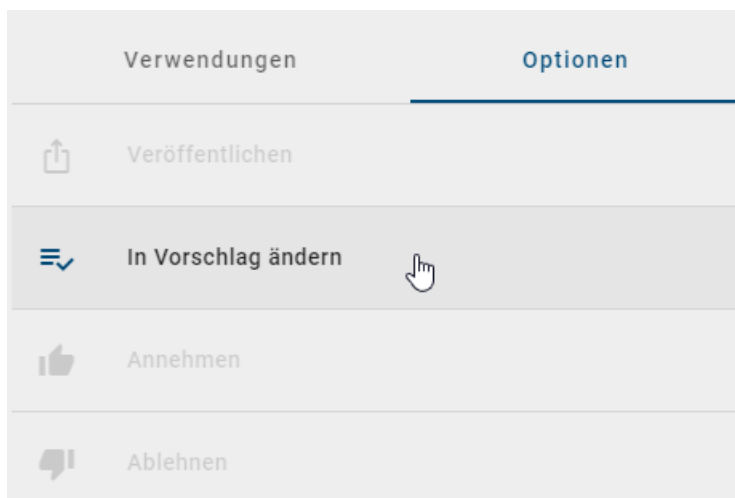 Verwendungen Optionen
Veröffentlichen
In Vorschlag ändern
Annehmen
Ablehnen